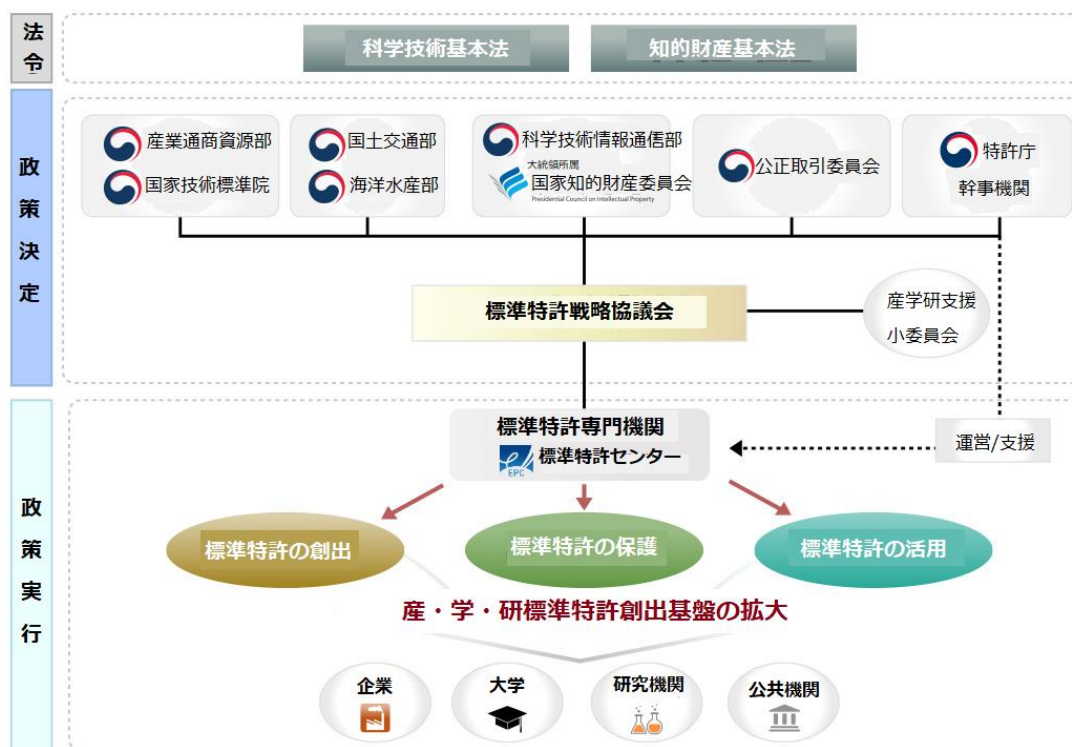 法令
科学技術基本法
知的財産基本法
政策決定
産業通商資源部
国家技術標準院
国土交通部
海洋水産部
科学技術情報通信部
大統領所属
国家知的財産委員会
Presidential Council on Intellectual Property
公正取引委員会
特許庁
幹事機関
標準特許戦略協議会
産学研支援
小委員会
政策実行
標準特許専門機関
EPC
標準特許センター
運営/支援
標準特許の創出
標準特許の保護
標準特許の活用
産・学・研標準特許創出基盤の拡大
企業
大学
研究機関
公共機関